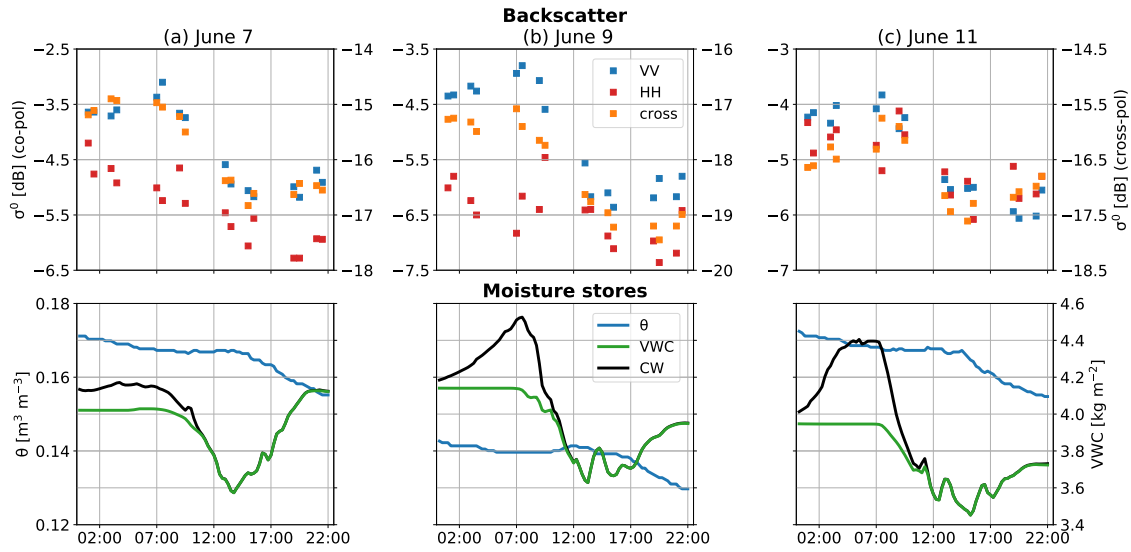 Backscatter
(a) June 7
(b) June 9
(c) June 11
−2.5
−3.5
−4.5
−5.5
−6.5
σ⁰ [dB] (co-pol)
−14
−15
−16
−17
−18
−3.5
−4.5
−5.5
−6.5
−7.5
VV
HH
cross
−16
−17
−18
−19
−20
−3
−4
−5
−6
−7
−14.5
−15.5
−16.5
−17.5
−18.5
σ⁰ [dB] (cross-pol)
Moisture stores
0.18
0.16
0.14
0.12
θ [m³ m⁻³]
θ
VWC
CW
4.6
4.4
4.2
4.0
3.8
3.6
3.4
VWC [kg m⁻²]
02:00 07:00 12:00 17:00 22:00
02:00 07:00 12:00 17:00 22:00
02:00 07:00 12:00 17:00 22:00